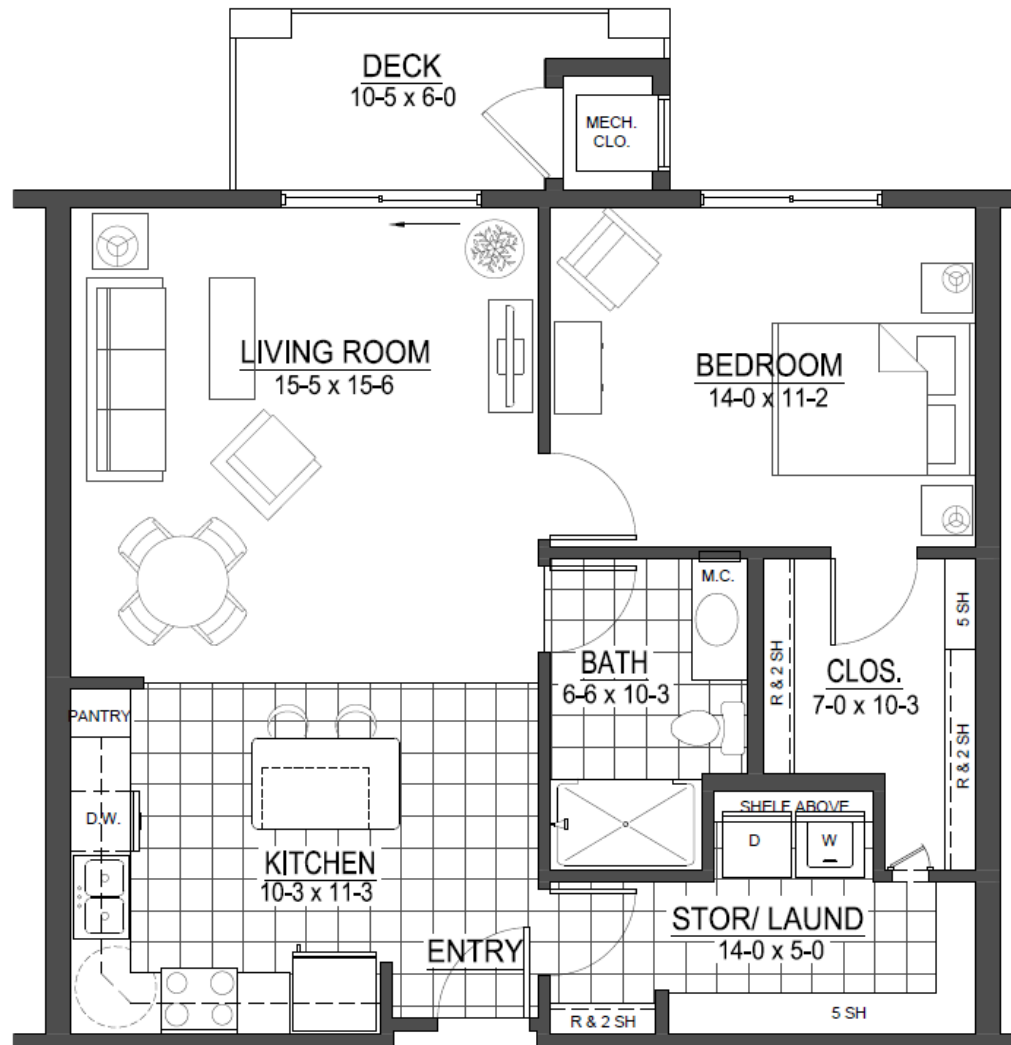 DECK
10-5 x 6-0
MECH.
CLO.
LIVING ROOM
15-5 x 15-6
BEDROOM
14-0 x 11-2
M.C.
BATH
6-6 x 10-3
R & 2 SH
CLOS.
7-0 x 10-3
5 SH
R & 2 SH
PANTRY
D.W.
KITCHEN
10-3 x 11-3
SHELF ABOVE
D
W
ENTRY
STOR/ LAUND
14-0 x 5-0
R & 2 SH
5 SH